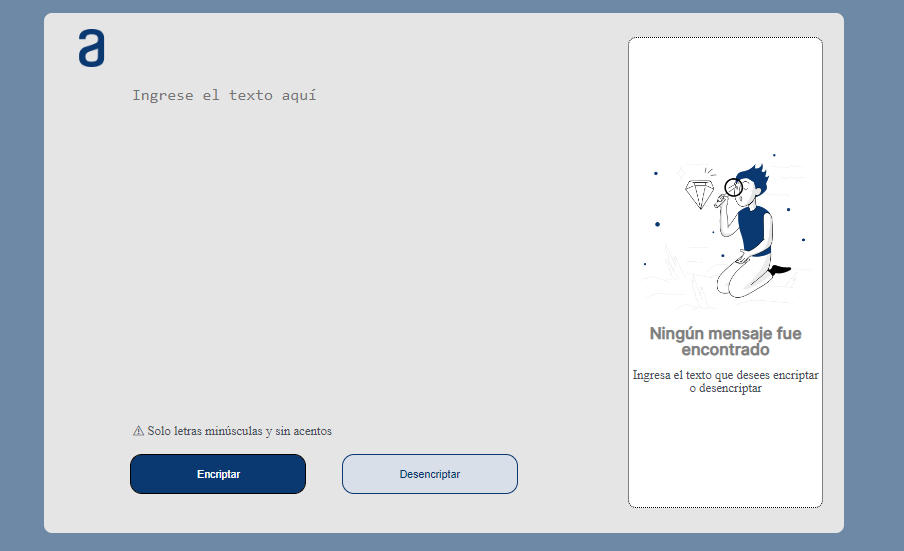 a
Ingrese el texto aquí
⚠ Solo letras minúsculas y sin acentos
Encriptar
Desencriptar
Ningún mensaje fue
encontrado
Ingresa el texto que desees encriptar
o desencriptar